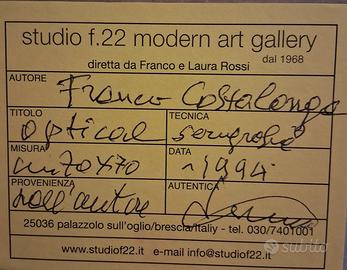 studio f.22 modern art gallery
diretta da Franco e Laura Rossi dal 1968
AUTORE Franco Costalonga
TITOLO TECNICA
optical serigrafia
MISURA DATA
cm 70x70 ~1994
PROVENIENZA AUTENTICA
dall'autore
25036 palazzolo sull'oglio/brescia/italiy - tel. 030/7401001
www.studiof22.it e-mail info@studiof22.it
subito